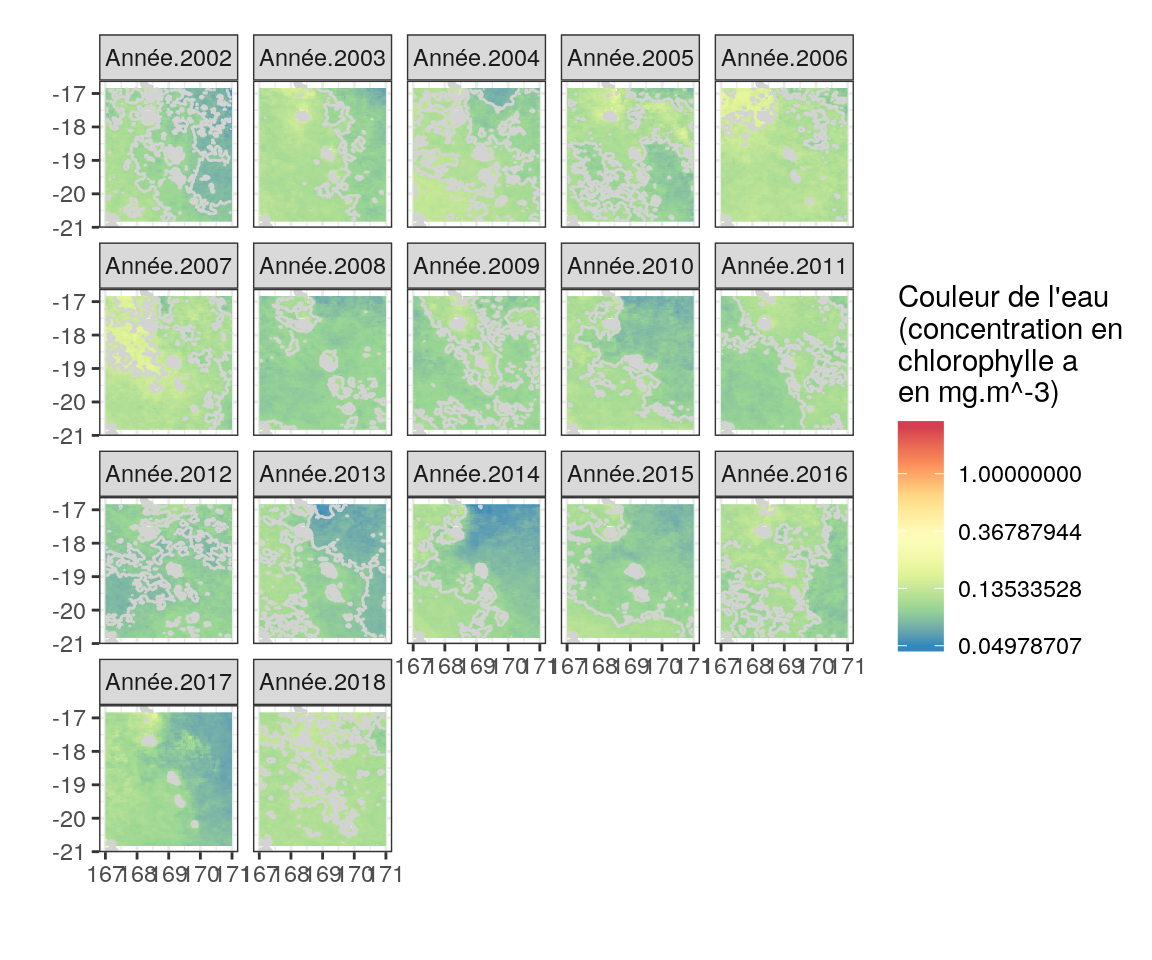 Année.2002 Année.2003 Année.2004 Année.2005 Année.2006
-17
-18
-19
-20
-21
Année.2007 Année.2008 Année.2009 Année.2010 Année.2011
-17
-18
-19
-20
-21
Couleur de l'eau
(concentration en
chlorophylle a
en mg.m^-3)
1.00000000
0.36787944
0.13533528
0.04978707
Année.2012 Année.2013 Année.2014 Année.2015 Année.2016
-17
-18
-19
-20
-21
167 168 169 170 171 167 168 169 170 171 167 168 169 170 171
Année.2017 Année.2018
-17
-18
-19
-20
-21
167 168 169 170 171 167 168 169 170 171